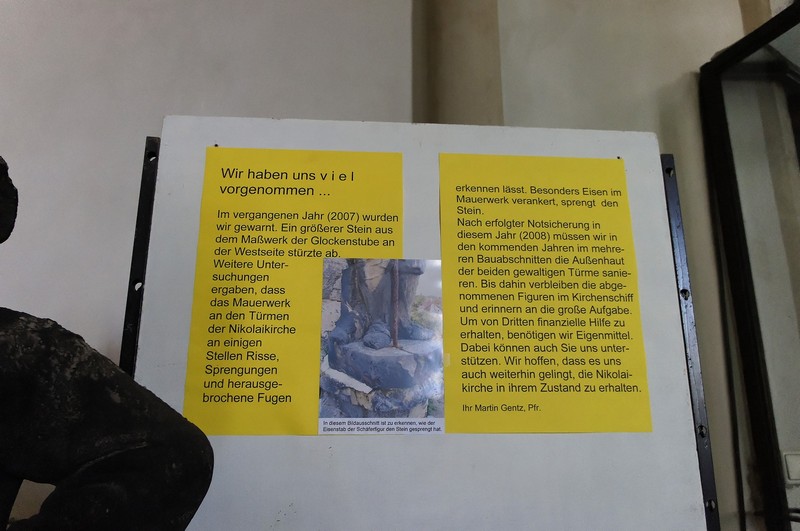 Wir haben uns v i e l
vorgenommen ...
Im vergangenen Jahr (2007) wurden
wir gewarnt. Ein größerer Stein aus
dem Maßwerk der Glockenstube an
der Westseite stürzte ab.
Weitere Unter-
suchungen
ergaben, dass
das Mauerwerk
an den Türmen
der Nikolaikirche
an einigen
Stellen Risse,
Sprengungen
und herausge-
brochene Fugen
In diesem Bildausschnitt ist zu erkennen, wie der
Eisenstab der Schäferfigur den Stein gesprengt hat.
erkennen lässt. Besonders Eisen im
Mauerwerk verankert, sprengt den
Stein.
Nach erfolgter Notsicherung in
diesem Jahr (2008) müssen wir in
den kommenden Jahren im mehre-
ren Bauabschnitten die Außenhaut
der beiden gewaltigen Türme sanie-
ren. Bis dahin verbleiben die abge-
nommenen Figuren im Kirchenschiff
und erinnern an die große Aufgabe.
Um von Dritten finanzielle Hilfe zu
erhalten, benötigen wir Eigenmittel.
Dabei können auch Sie uns unter-
stützen. Wir hoffen, dass es uns
auch weiterhin gelingt, die Nikolai-
kirche in ihrem Zustand zu erhalten.
Ihr Martin Gentz, Pfr.